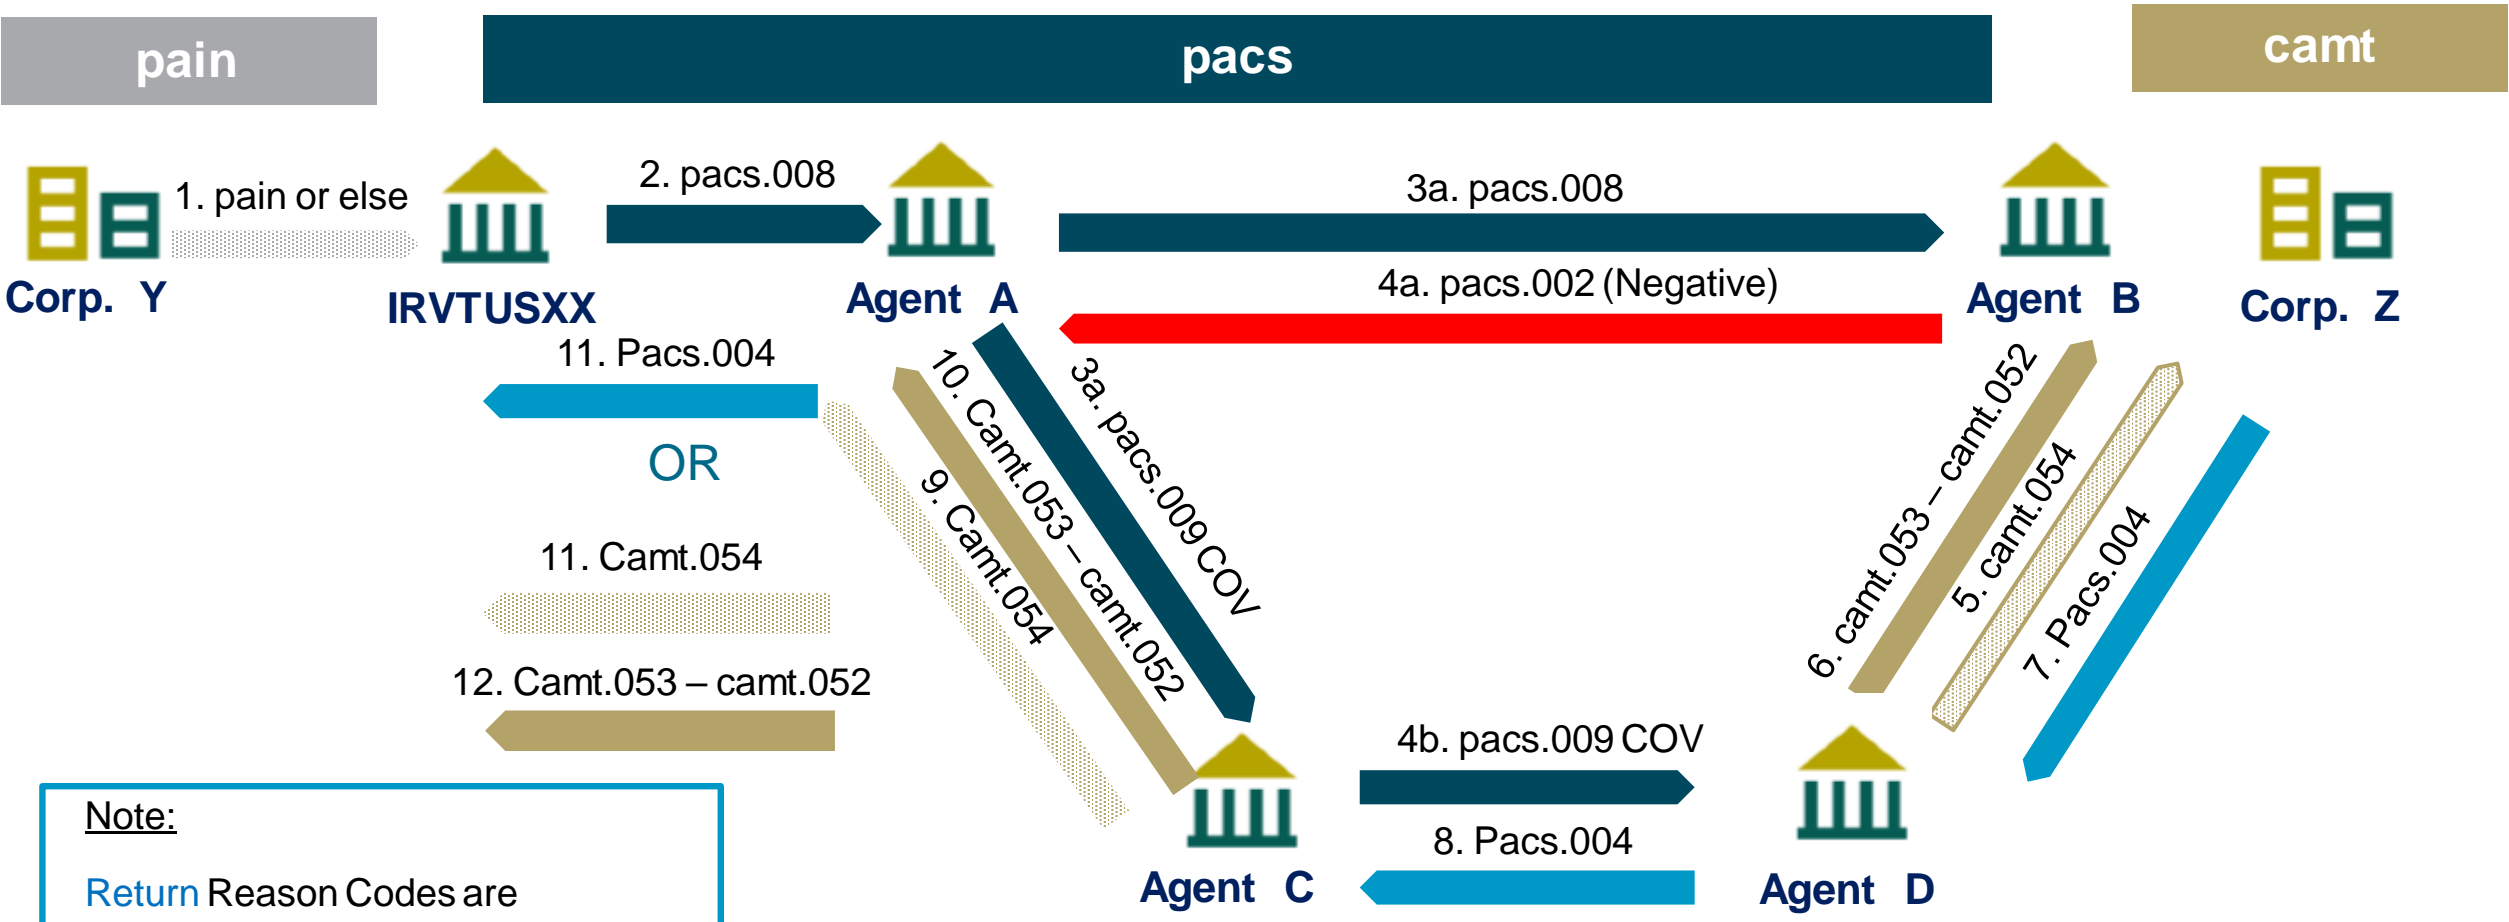 pain
pacs
camt
1. pain or else
2. pacs.008
3a. pacs.008
4a. pacs.002 (Negative)
Corp. Y
IRVTUSXX
Agent A
Agent B
Corp. Z
11. Pacs.004
OR
11. Camt.054
12. Camt.053 – camt.052
9. Camt.054
10. Camt.053 – camt.052
3a. pacs.009 COV
6. camt.053 – camt.052
5. camt.054
7. Pacs.004
4b. pacs.009 COV
8. Pacs.004
Agent C
Agent D
Note:
Return Reason Codes are